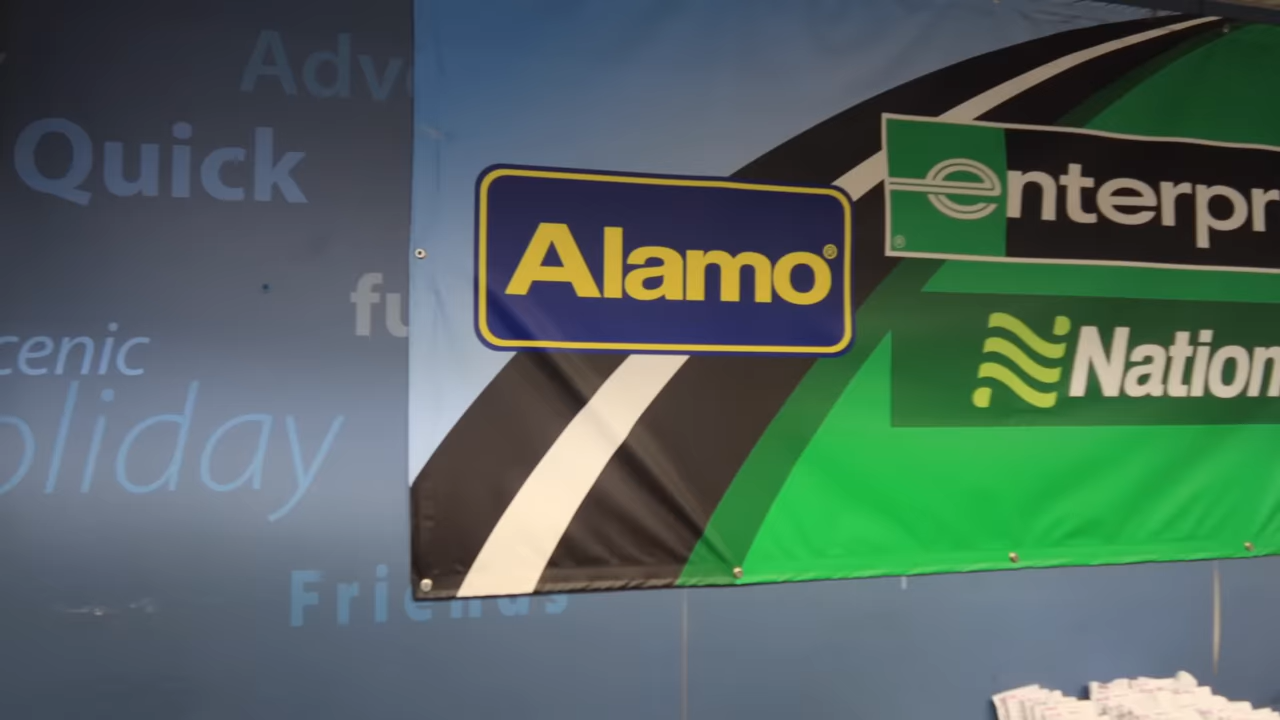 Adv
Quick
fu
cenic
oliday
Friends
Alamo®
enterpr
®
Nation